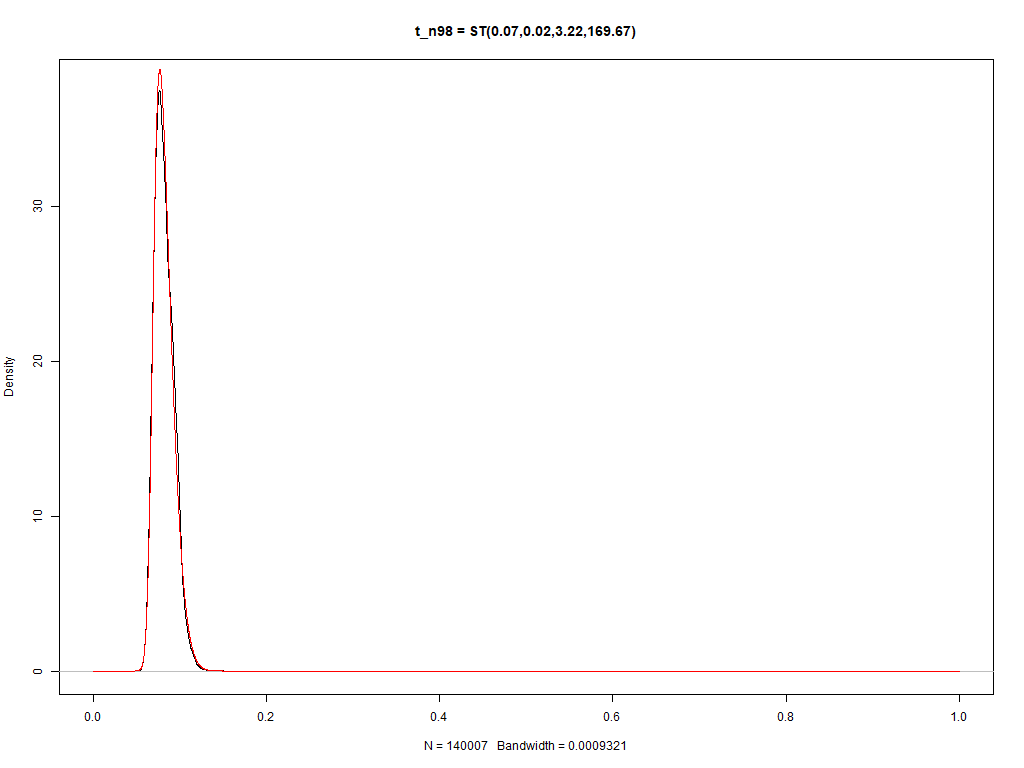 t_n98 = ST(0.07,0.02,3.22,169.67)
Density
30
20
10
0
0.0 0.2 0.4 0.6 0.8 1.0
N = 140007 Bandwidth = 0.0009321